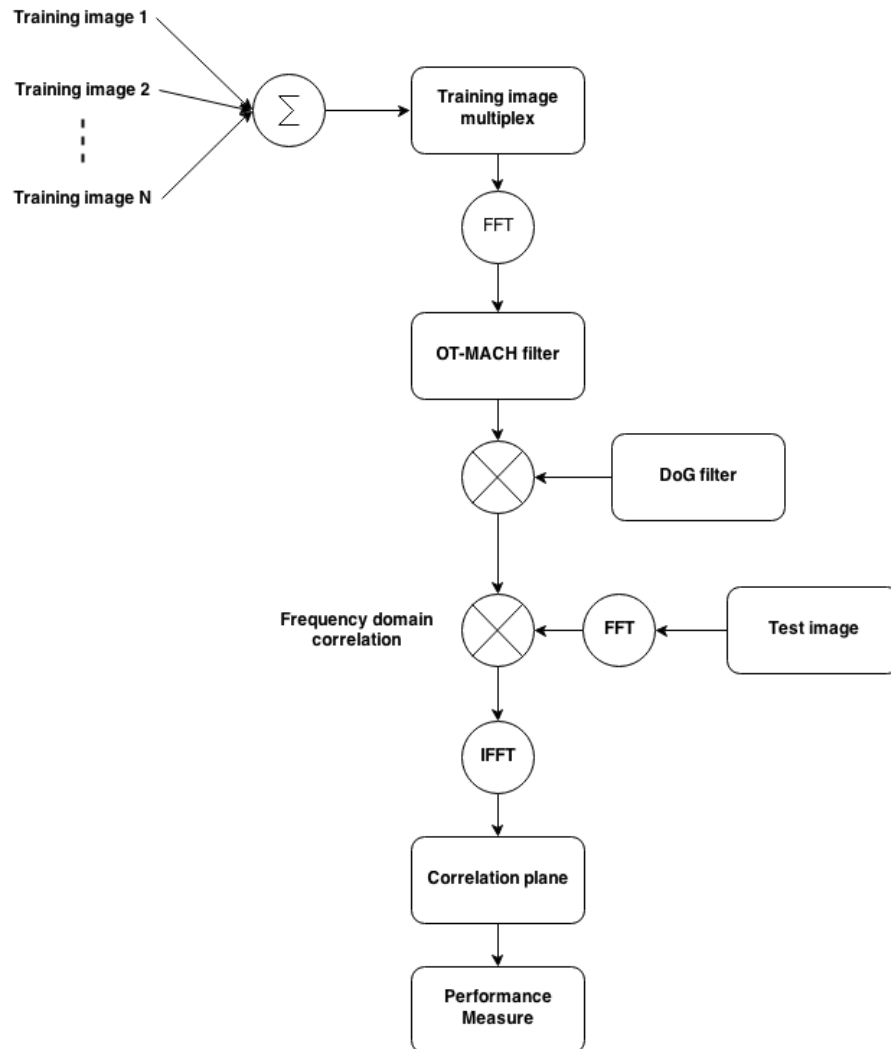 Training image 1
Training image 2
Training image N
∑
Training image
multiplex
FFT
OT-MACH filter
DoG filter
Frequency domain
correlation
FFT
Test image
IFFT
Correlation plane
Performance
Measure